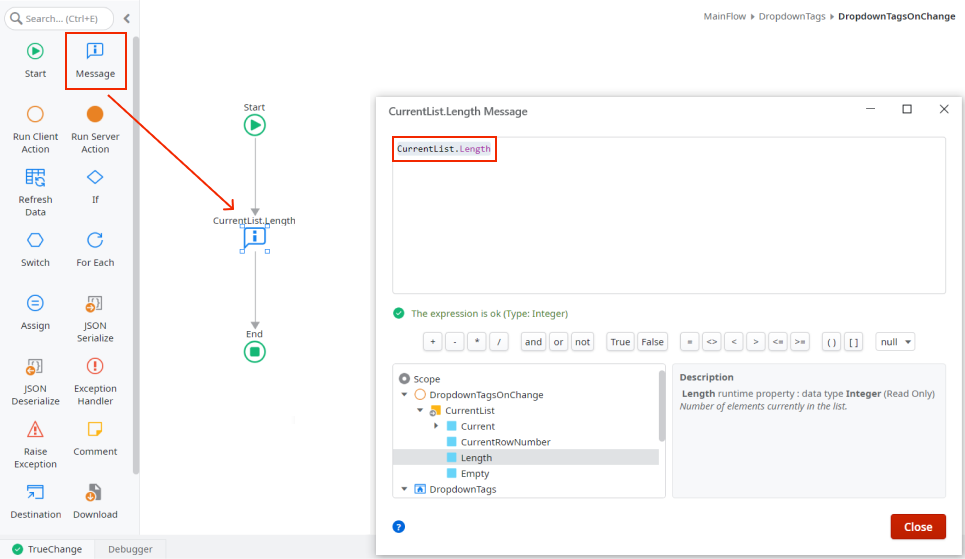 Search... (Ctrl+E)
MainFlow DropdownTags DropdownTagsOnChange
Start
Message
Run Client
Action
Run Server
Action
Refresh
Data
If
Switch
For Each
Assign
JSON
Serialize
JSON
Deserialize
Exception
Handler
Raise
Exception
Comment
Destination
Download
TrueChange
Debugger
Start
CurrentList.Length
End
CurrentList.Length Message
CurrentList.Length
The expression is ok (Type: Integer)
+ - * / and or not True False = <> < > <= >= ( ) [ ] null
Scope
DropdownTagsOnChange
CurrentList
Current
CurrentRowNumber
Length
Empty
DropdownTags
Description
Length runtime property : data type Integer (Read Only)
Number of elements currently in the list.
?
Close